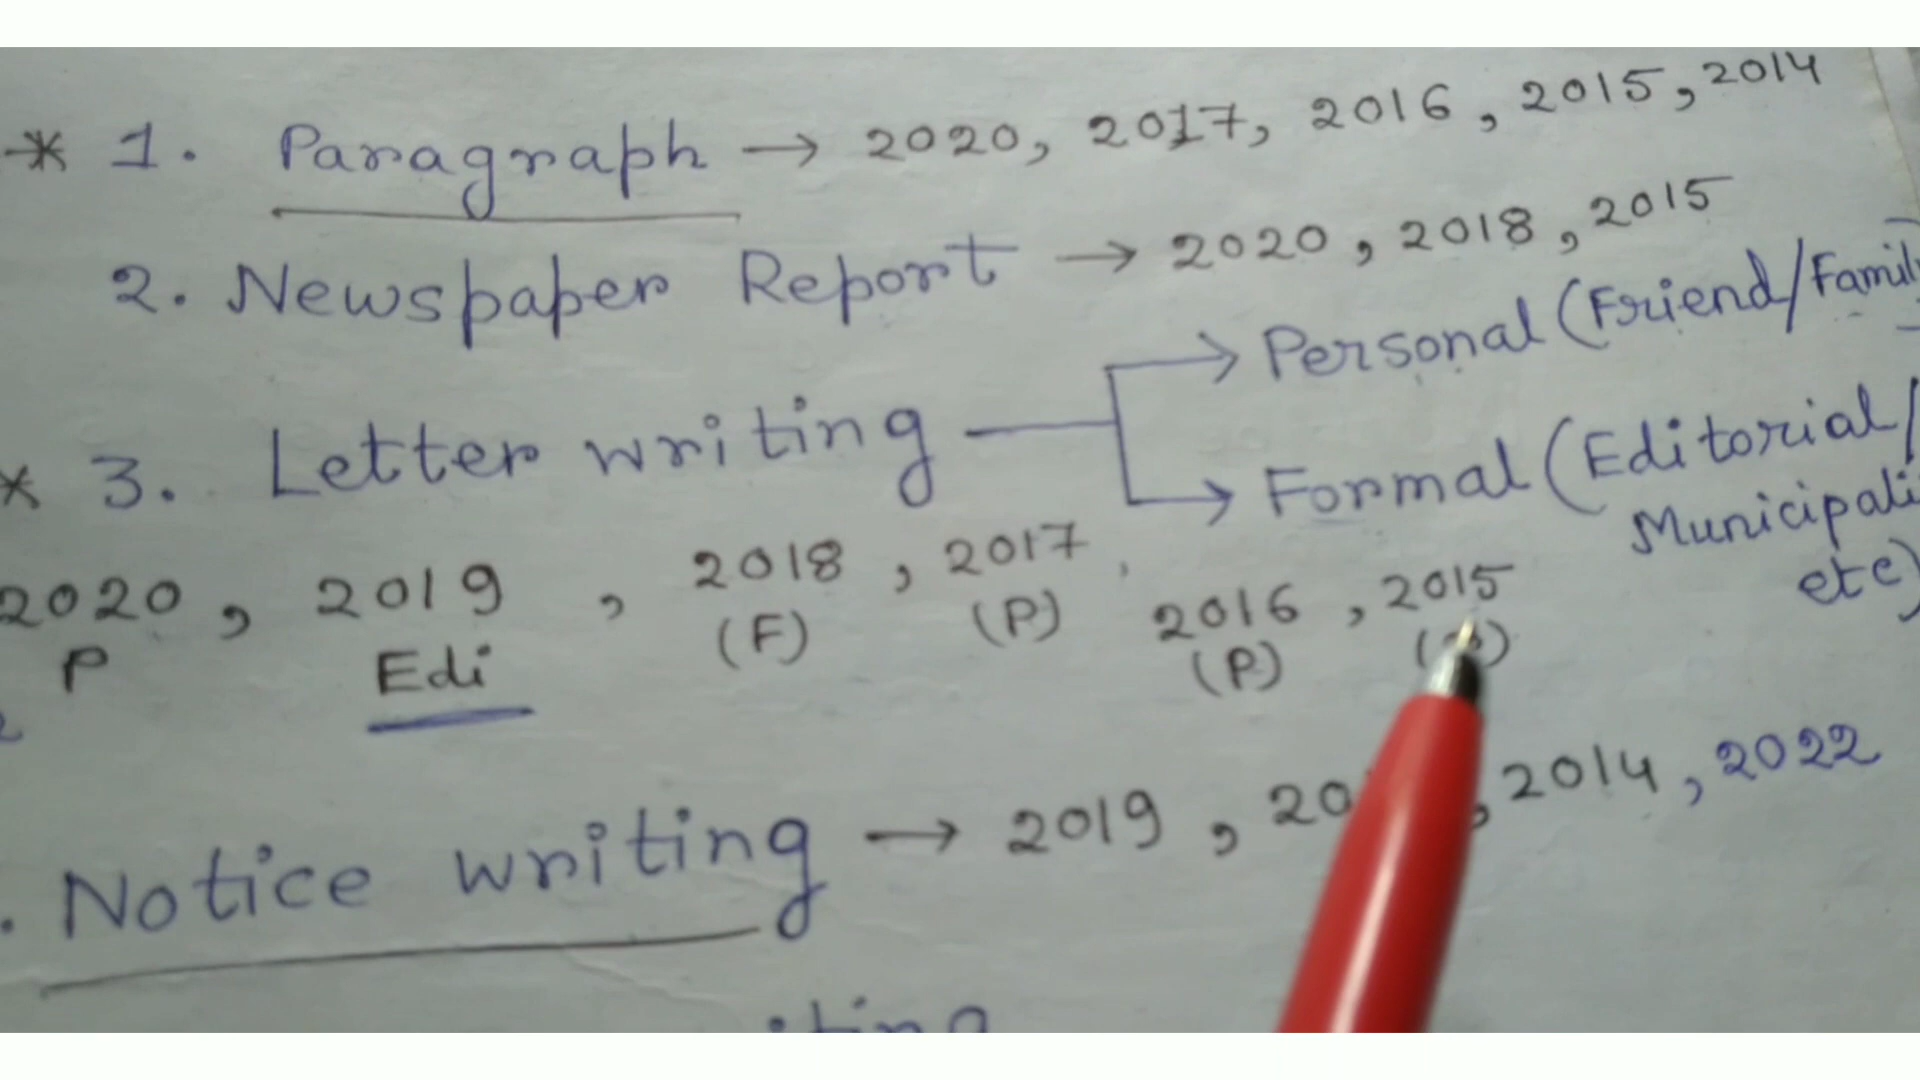 * 1. Paragraph → 2020, 2017, 2016, 2015, 2014
2. Newspaper Report → 2020, 2018, 2015
* 3. Letter writing → Personal (Friend/Family
→ Formal (Editorial/
Municipali
etc)
2020, 2019, 2018, 2017, 2016, 2015
P Edi (F) (P) (P)
. Notice writing → 2019, 2014, 2022